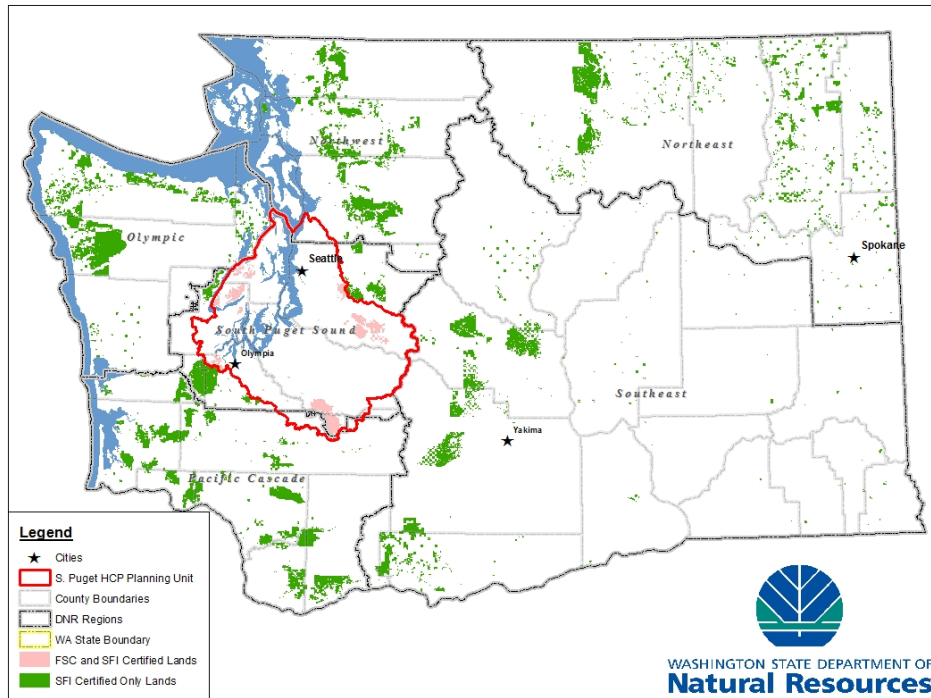 Northwest
Northeast
Olympic
Seattle
Spokane
South Puget Sound
Olympia
Southeast
Yakima
Pacific Cascade
Legend
Cities
S. Puget HCP Planning Unit
County Boundaries
DNR Regions
WA State Boundary
FSC and SFI Certified Lands
SFI Certified Only Lands
WASHINGTON STATE DEPARTMENT OF
Natural Resources